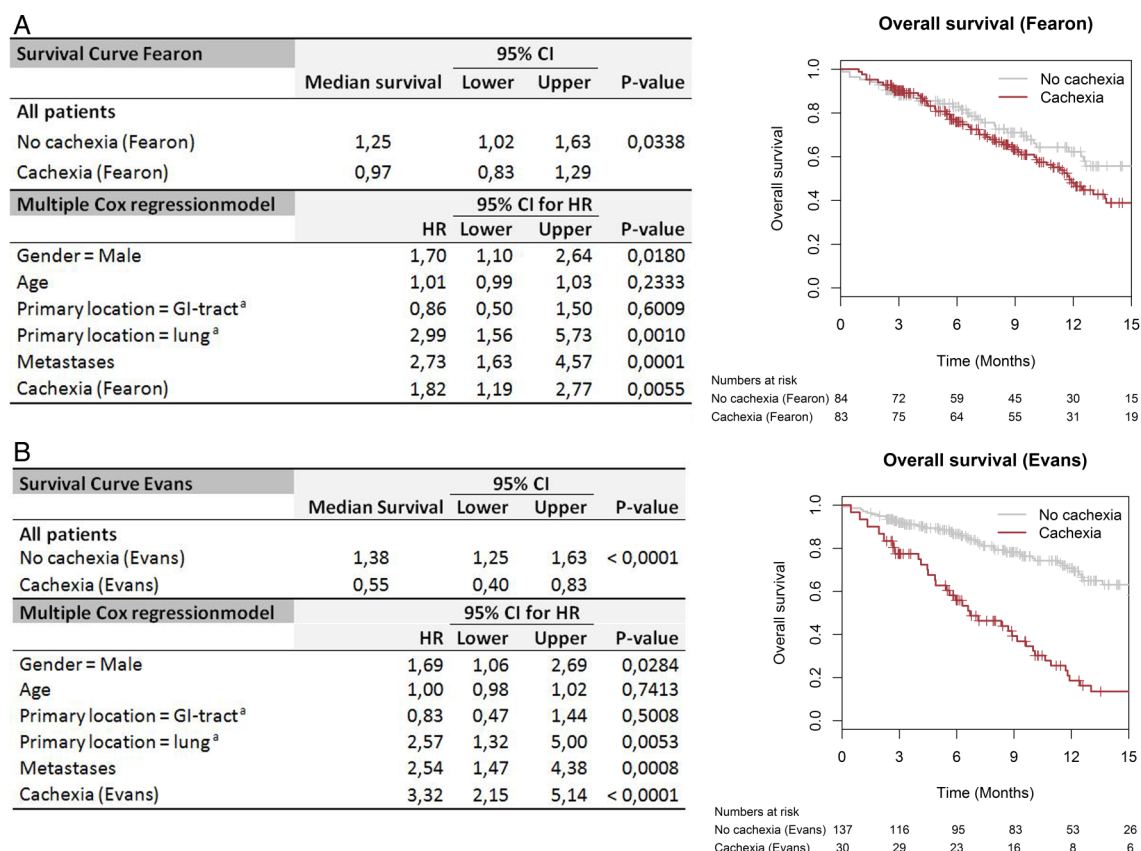 A
Survival Curve Fearon 95% CI
Median survival Lower Upper P-value
All patients
No cachexia (Fearon) 1,25 1,02 1,63 0,0338
Cachexia (Fearon) 0,97 0,83 1,29
Multiple Cox regressionmodel 95% CI for HR
HR Lower Upper P-value
Gender = Male 1,70 1,10 2,64 0,0180
Age 1,01 0,99 1,03 0,2333
Primary location = GI-tract a 0,86 0,50 1,50 0,6009
Primary location = lung a 2,99 1,56 5,73 0,0010
Metastases 2,73 1,63 4,57 0,0001
Cachexia (Fearon) 1,82 1,19 2,77 0,0055
Overall survival (Fearon)
No cachexia
Cachexia
Overall survival
1.0
0.8
0.6
0.4
0.2
0.0
0 3 6 9 12 15
Time (Months)
Numbers at risk
No cachexia (Fearon) 84 72 59 45 30 15
Cachexia (Fearon) 83 75 64 55 31 19
B
Survival Curve Evans 95% CI
Median Survival Lower Upper P-value
All patients
No cachexia (Evans) 1,38 1,25 1,63 < 0,0001
Cachexia (Evans) 0,55 0,40 0,83
Multiple Cox regressionmodel 95% CI for HR
HR Lower Upper P-value
Gender = Male 1,69 1,06 2,69 0,0284
Age 1,00 0,98 1,02 0,7413
Primary location = GI-tract a 0,83 0,47 1,44 0,5008
Primary location = lung a 2,57 1,32 5,00 0,0053
Metastases 2,54 1,47 4,38 0,0008
Cachexia (Evans) 3,32 2,15 5,14 < 0,0001
Overall survival (Evans)
No cachexia
Cachexia
Overall survival
1.0
0.8
0.6
0.4
0.2
0.0
0 3 6 9 12 15
Time (Months)
Numbers at risk
No cachexia (Evans) 137 116 95 83 53 26
Cachexia (Evans) 30 29 23 16 8 6